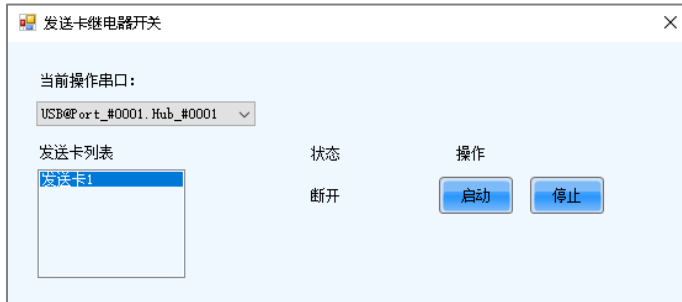 发送卡继电器开关
当前操作串口：
USB@Port_#0001.Hub_#0001
发送卡列表 状态 操作
发送卡1 断开 启动 停止